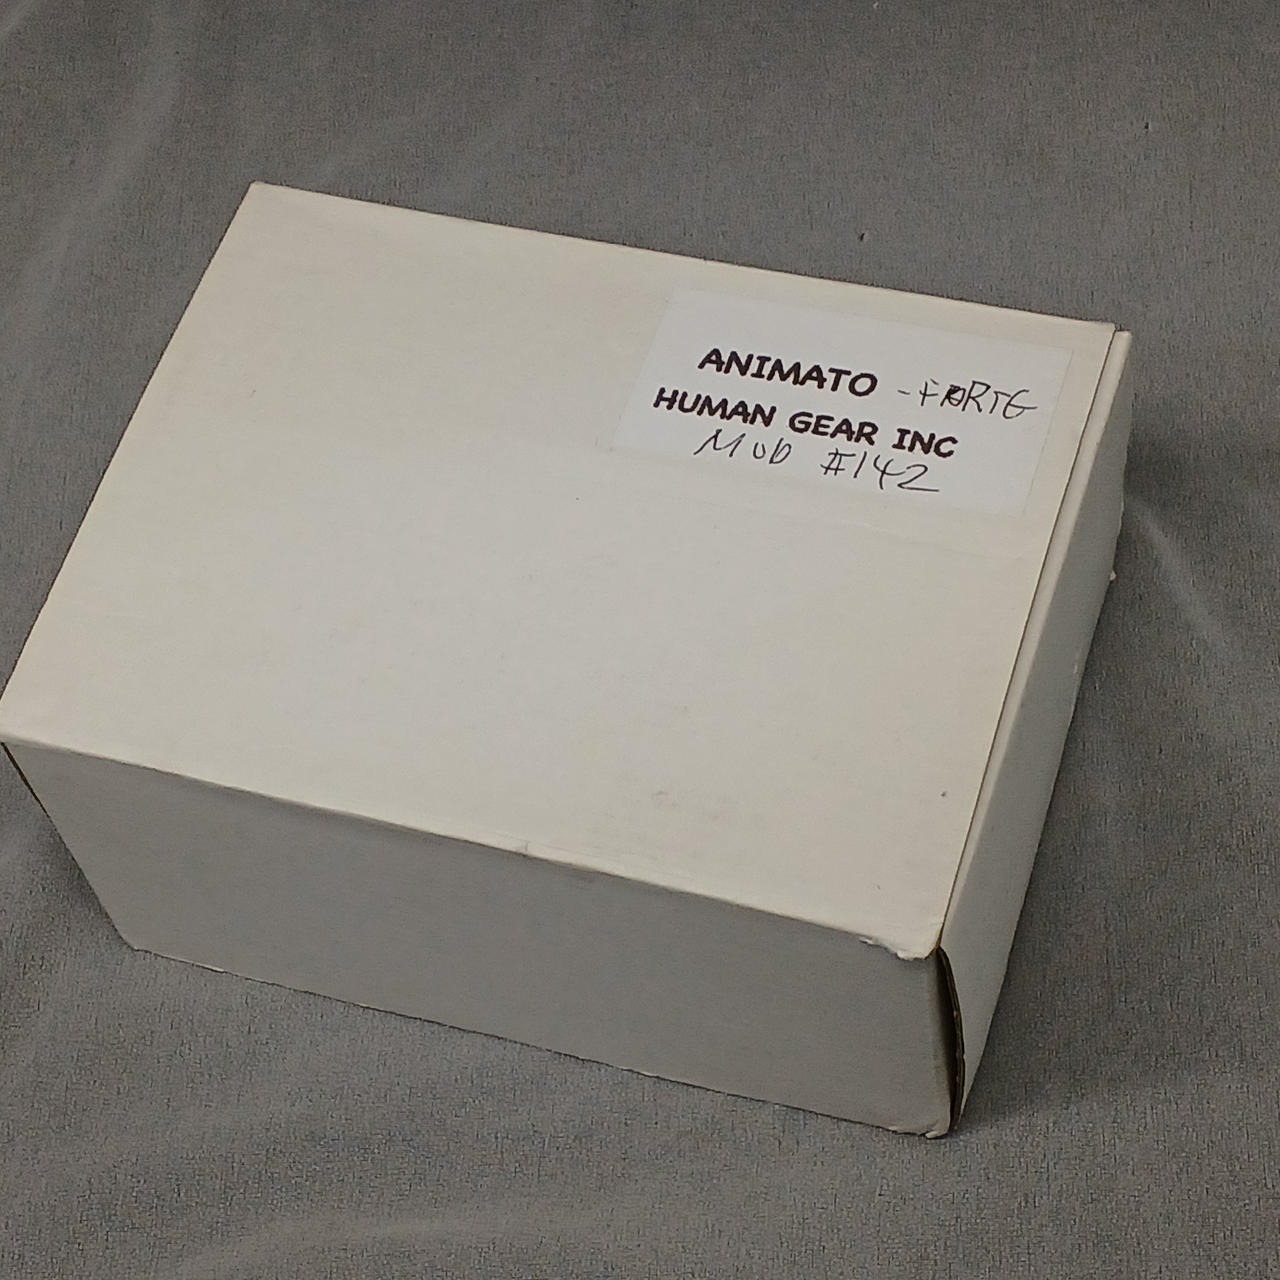 ANIMATO -FORTE
HUMAN GEAR INC
MOD #142